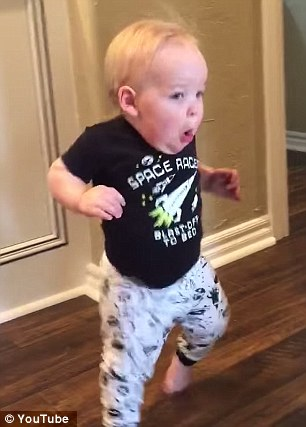 SPACE RACER
BLAST-OFF
TO BED
© YouTube